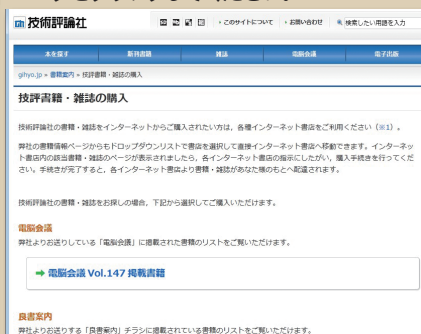 技術評論社
このサイトについて
お問い合わせ
検索したい用語を入力
本を探す
新刊書籍
雑誌
電脳会議
電子出版
gihyo.jp » 書籍案内 » 技評書籍・雑誌の購入
技評書籍・雑誌の購入
技術評論社の書籍・雑誌をインターネットからご購入されたい方は，各種インターネット書店をご利用ください（※1）。
弊社の書籍情報ページからもドロップダウンリストで書店を選択して直接インターネット書店へ移動できます。インターネッ
ト書店内の該当書籍・雑誌のページが表示されましたら，各インターネット書店の指示にしたがい，購入手続きを行ってくだ
さい。手続きが完了すると，各インターネット書店より書籍・雑誌があなた様のもとへ配達されます。
技術評論社の書籍・雑誌をお探しの場合，下記から選択してご購入いただけます。
電脳会議
弊社よりお送りしている「電脳会議」に掲載された書籍のリストをご覧いただけます。
電脳会議 Vol.147 掲載書籍
良書案内
弊社よりお送りする「良書案内」チラシに掲載されている書籍のリストをご覧いただけます。